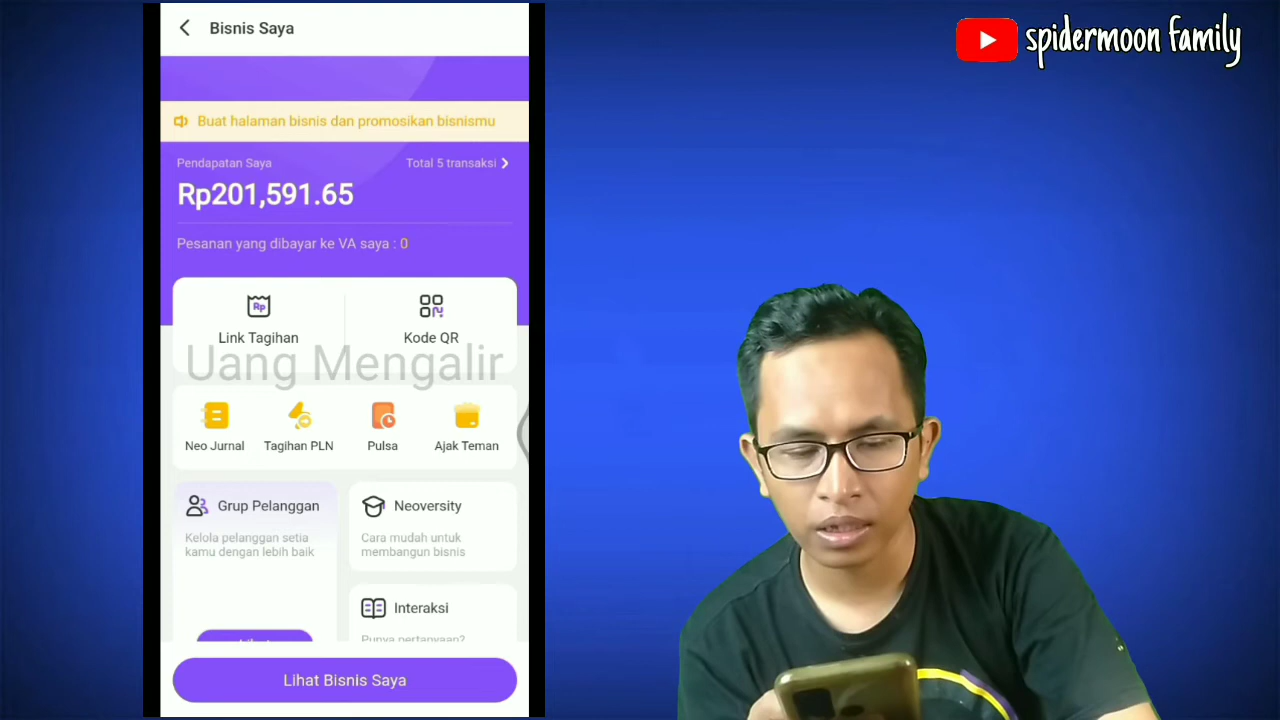 Bisnis Saya
spidermoon family
Buat halaman bisnis dan promosikan bisnismu
Pendapatan Saya
Total 5 transaksi
Rp201,591.65
Pesanan yang dibayar ke VA saya : 0
Rp
Link Tagihan
Kode QR
Uang Mengalir
Neo Jurnal
Tagihan PLN
Pulsa
Ajak Teman
Grup Pelanggan
Kelola pelanggan setia
kamu dengan lebih baik
Neoversity
Cara mudah untuk
membangun bisnis
Interaksi
Punya pertanyaan?
Lihat Bisnis Saya